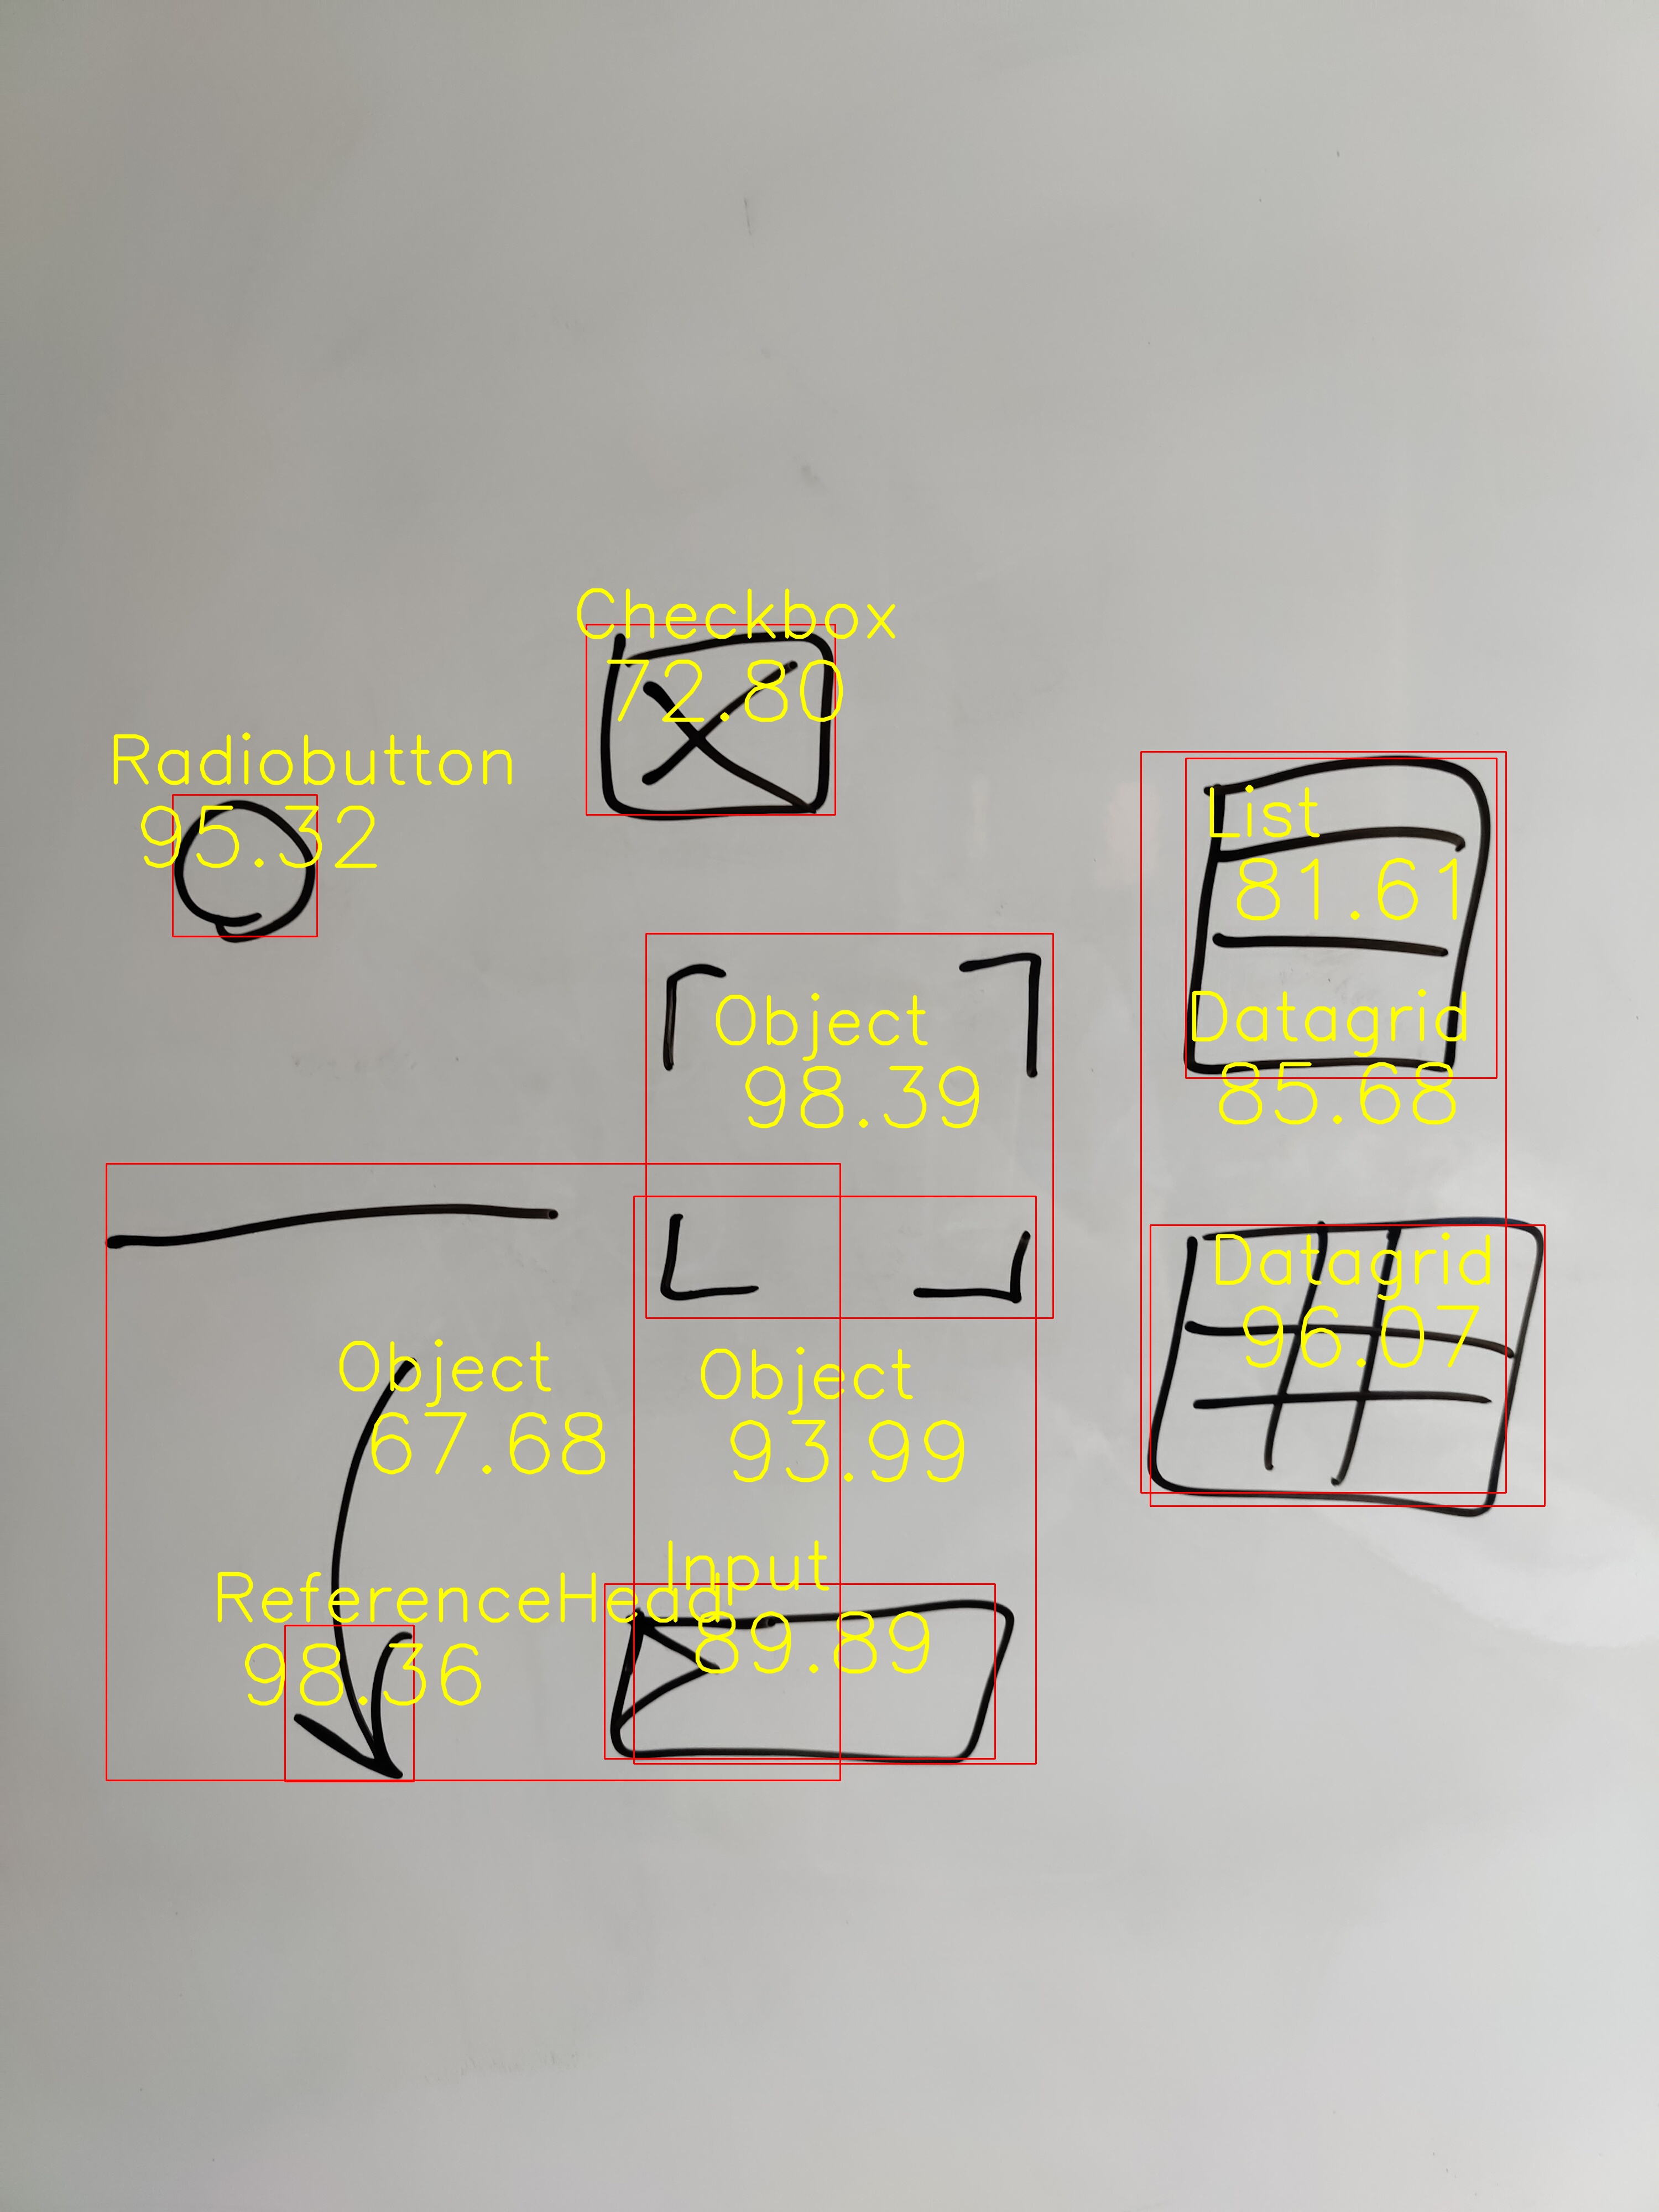 Checkbox
72.80
Radiobutton
95.32
List
81.61
Object
98.39
Datagrid
85.68
Datagrid
96.07
Object
67.68
Object
93.99
Input
89.89
ReferenceHead
98.36